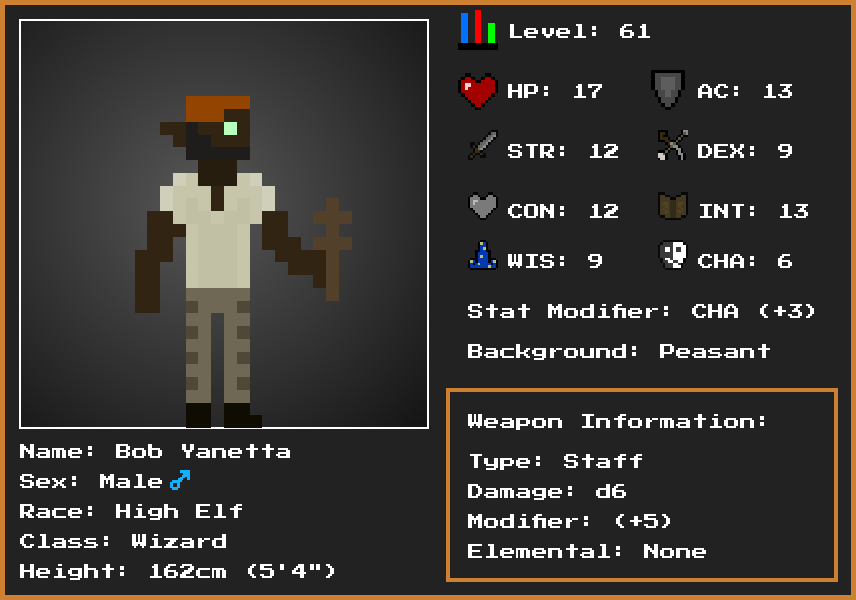 Level: 61
HP: 17 AC: 13
STR: 12 DEX: 9
CON: 12 INT: 13
WIS: 9 CHA: 6
Stat Modifier: CHA (+3)
Background: Peasant
Weapon Information:
Type: Staff
Damage: d6
Modifier: (+5)
Elemental: None
Name: Bob Yanetta
Sex: Male ♂
Race: High Elf
Class: Wizard
Height: 162cm (5'4")